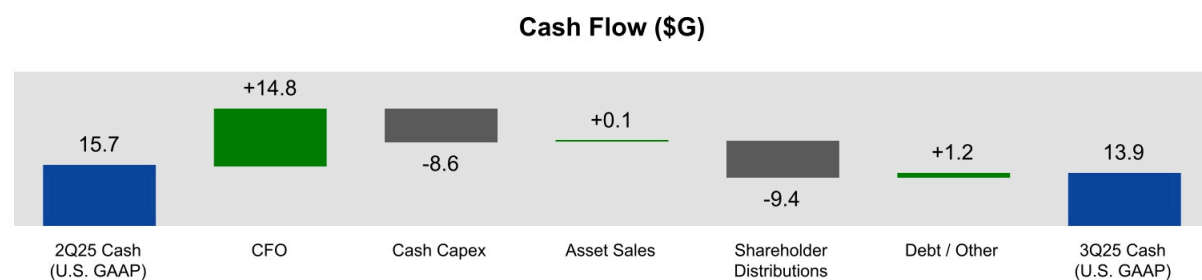 Cash Flow ($G)
15.7
+14.8
-8.6
+0.1
-9.4
+1.2
13.9
2Q25 Cash
(U.S. GAAP)
CFO
Cash Capex
Asset Sales
Shareholder
Distributions
Debt / Other
3Q25 Cash
(U.S. GAAP)